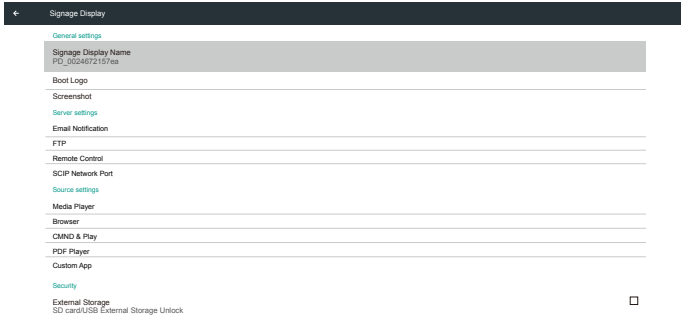 Signage Display
General settings
Signage Display Name
PD_0024672157ea
Boot Logo
Screenshot
Server settings
Email Notification
FTP
Remote Control
SCIP Network Port
Source settings
Media Player
Browser
CMND & Play
PDF Player
Custom App
Security
External Storage
SD card/USB External Storage Unlock